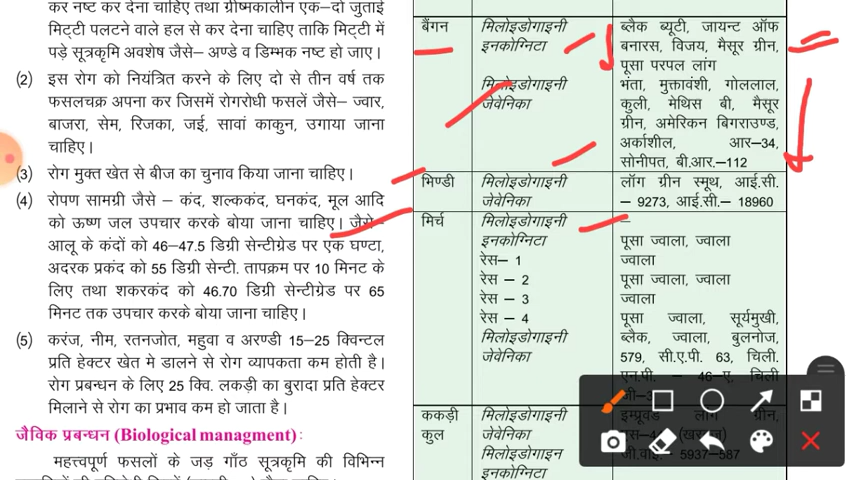 कर नष्ट कर देना चाहिए तथा ग्रीष्मकालीन एक–दो जुताई
मिट्टी पलटने वाले हल से कर देना चाहिए ताकि मिट्टी में
पड़े सूत्रकृमि अवशेष जैसे– अण्डे व डिम्भक नष्ट हो जाए।
(2) इस रोग को नियंत्रित करने के लिए दो से तीन वर्ष तक
फसलचक्र अपना कर जिसमें रोगरोधी फसलें जैसे– ज्वार,
बाजरा, सेम, रिजका, जई, सावां काकुन, उगाया जाना
चाहिए।
(3) रोग मुक्त खेत से बीज का चुनाव किया जाना चाहिए।
(4) रोपण सामग्री जैसे – कंद, शल्ककंद, घनकंद, मूल आदि
को ऊष्ण जल उपचार करके बोया जाना चाहिए। जैसे–
आलू के कंदों को 46–47.5 डिग्री सेन्टीग्रेड पर एक घण्टा,
अदरक प्रकंद को 55 डिग्री सेन्टी. तापक्रम पर 10 मिनट के
लिए तथा शकरकंद को 46.70 डिग्री सेन्टीग्रेड पर 65
मिनट तक उपचार करके बोया जाना चाहिए।
(5) करंज, नीम, रतनजोत, महुवा व अरण्डी 15–25 क्विन्टल
प्रति हेक्टर खेत मे डालने से रोग व्यापकता कम होती है।
रोग प्रबन्धन के लिए 25 क्वि. लकड़ी का बुरादा प्रति हेक्टर
मिलाने से रोग का प्रभाव कम हो जाता है।
जैविक प्रबन्धन (Biological managment) :
महत्त्वपूर्ण फसलों के जड़ गाँठ सूत्रकृमि की विभिन्न
बैंगन मिलोइडोगाइनी ब्लैक ब्यूटी, जायन्ट ऑफ
इनकोग्निटा बनारस, विजय, मैसूर ग्रीन,
पूसा परपल लांग
मिलोइडोगाइनी भंता, मुक्तावंशी, गोललाल,
जेवेनिका कुली, मेथिस बी, मैसूर
ग्रीन, अमेरिकन बिगराउण्ड,
अर्काशील, आर–34,
सोनीपत, बी.आर.–112
भिण्डी मिलोइडोगाइनी लॉग ग्रीन स्मूथ, आई.सी.
जेवेनिका – 9273, आई.सी.– 18960
मिर्च मिलोइडोगाइनी –
इनकोग्निटा पूसा ज्वाला, ज्वाला
रेस– 1 ज्वाला
रेस – 2 पूसा ज्वाला, ज्वाला
रेस – 3 ज्वाला
रेस – 4 पूसा ज्वाला, सूर्यमुखी,
मिलोइडोगाइनी ब्लैक, ज्वाला, बुलनोज,
जेवेनिका 579, सी.ए.पी. 63, चिली.
एन.पी. – 46–ए, चिली
ककड़ी मिलोइडोगाइनी
कुल जेवेनिका
मिलोइडोगाइनी 5937–587
इनकोग्निटा